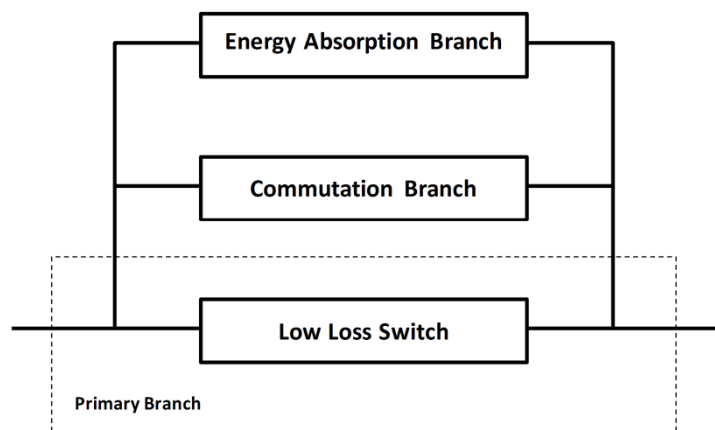 Energy Absorption Branch
Commutation Branch
Low Loss Switch
Primary Branch